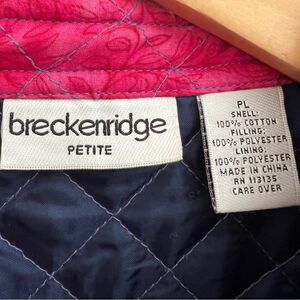 breckenridge
PETITE
PL
SHELL:
100% COTTON
FILLING:
100% POLYESTER
LINING:
100% POLYESTER
MADE IN CHINA
RN 113135
CARE OVER